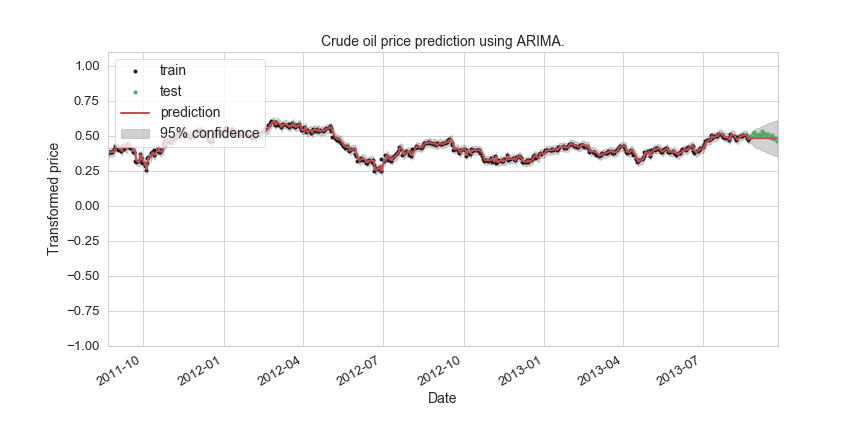 Crude oil price prediction using ARIMA.
1.00
0.75
0.50
0.25
0.00
−0.25
−0.50
−0.75
−1.00
Transformed price
train
test
prediction
95% confidence
2011-10
2012-01
2012-04
2012-07
2012-10
2013-01
2013-04
2013-07
Date